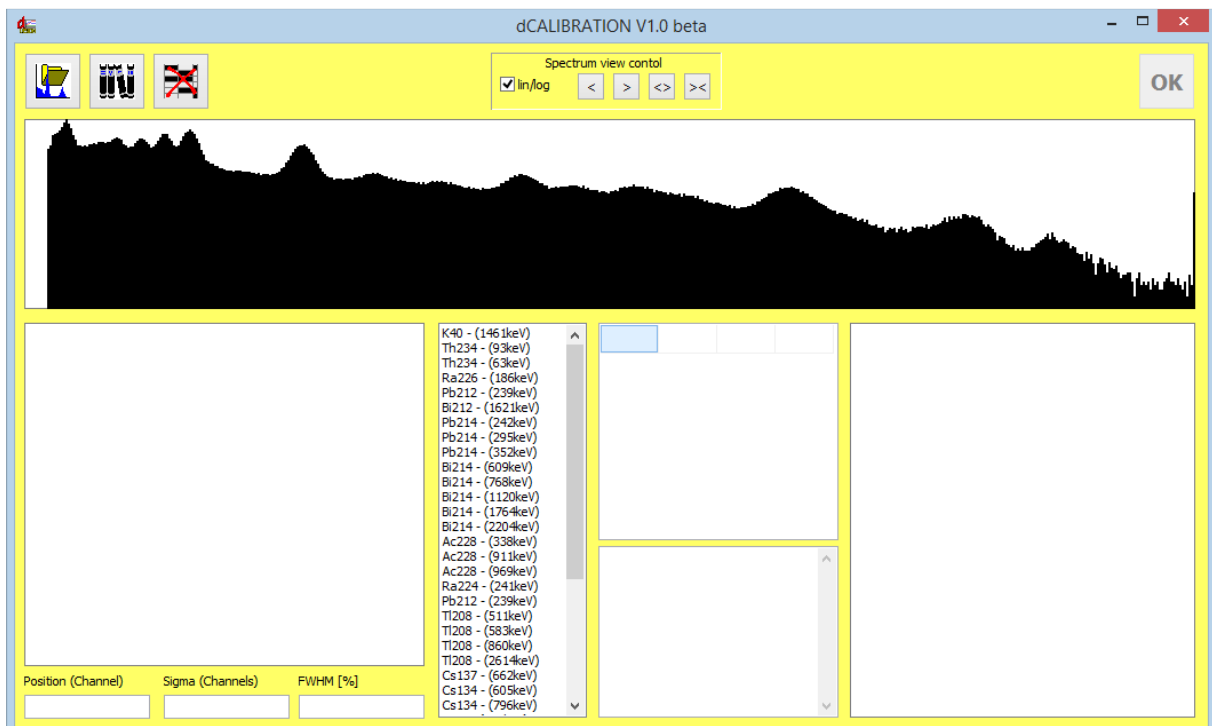 dCALIBRATION V1.0 beta
Spectrum view contol
lin/log < > <> ><
OK
K40 - (1461keV)
Th234 - (93keV)
Th234 - (63keV)
Ra226 - (186keV)
Pb212 - (239keV)
Bi212 - (1621keV)
Pb214 - (242keV)
Pb214 - (295keV)
Pb214 - (352keV)
Bi214 - (609keV)
Bi214 - (768keV)
Bi214 - (1120keV)
Bi214 - (1764keV)
Bi214 - (2204keV)
Ac228 - (338keV)
Ac228 - (911keV)
Ac228 - (969keV)
Ra224 - (241keV)
Pb212 - (239keV)
Tl208 - (511keV)
Tl208 - (583keV)
Tl208 - (860keV)
Tl208 - (2614keV)
Cs137 - (662keV)
Cs134 - (605keV)
Cs134 - (796keV)
Position (Channel) Sigma (Channels) FWHM [%]